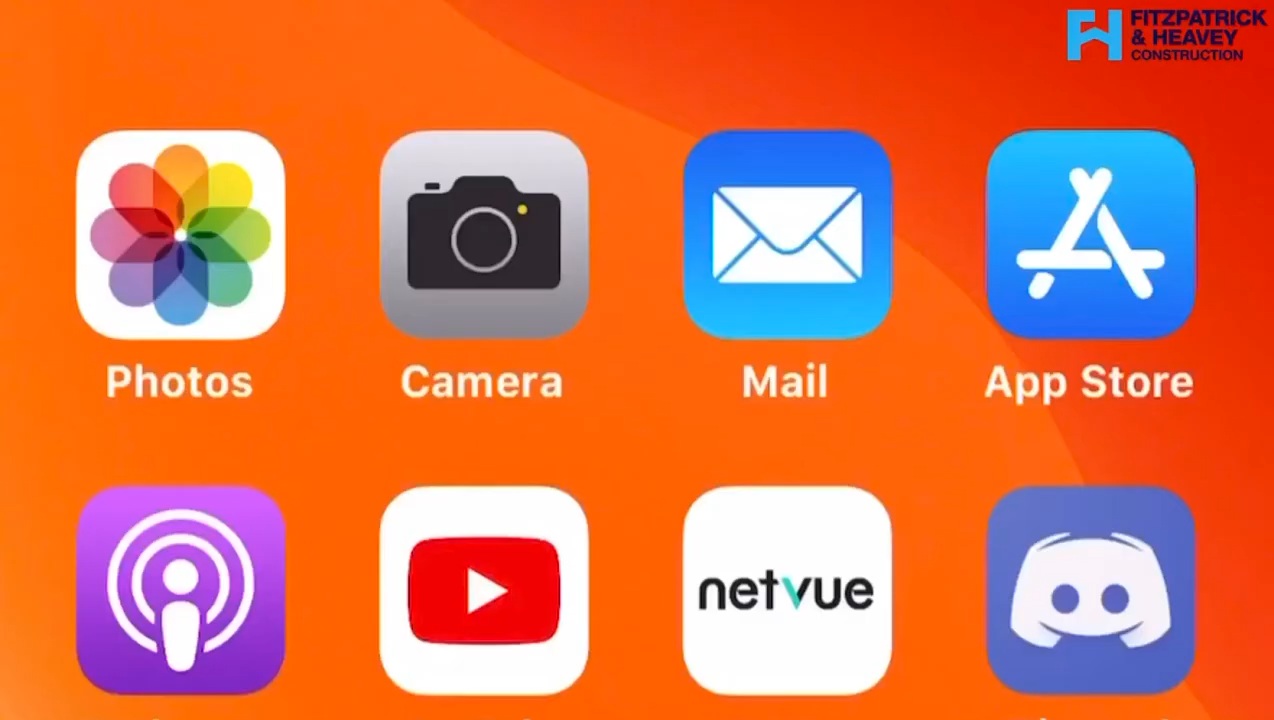 FITZPATRICK
& HEAVEY
CONSTRUCTION
Photos
Camera
Mail
App Store
netvue